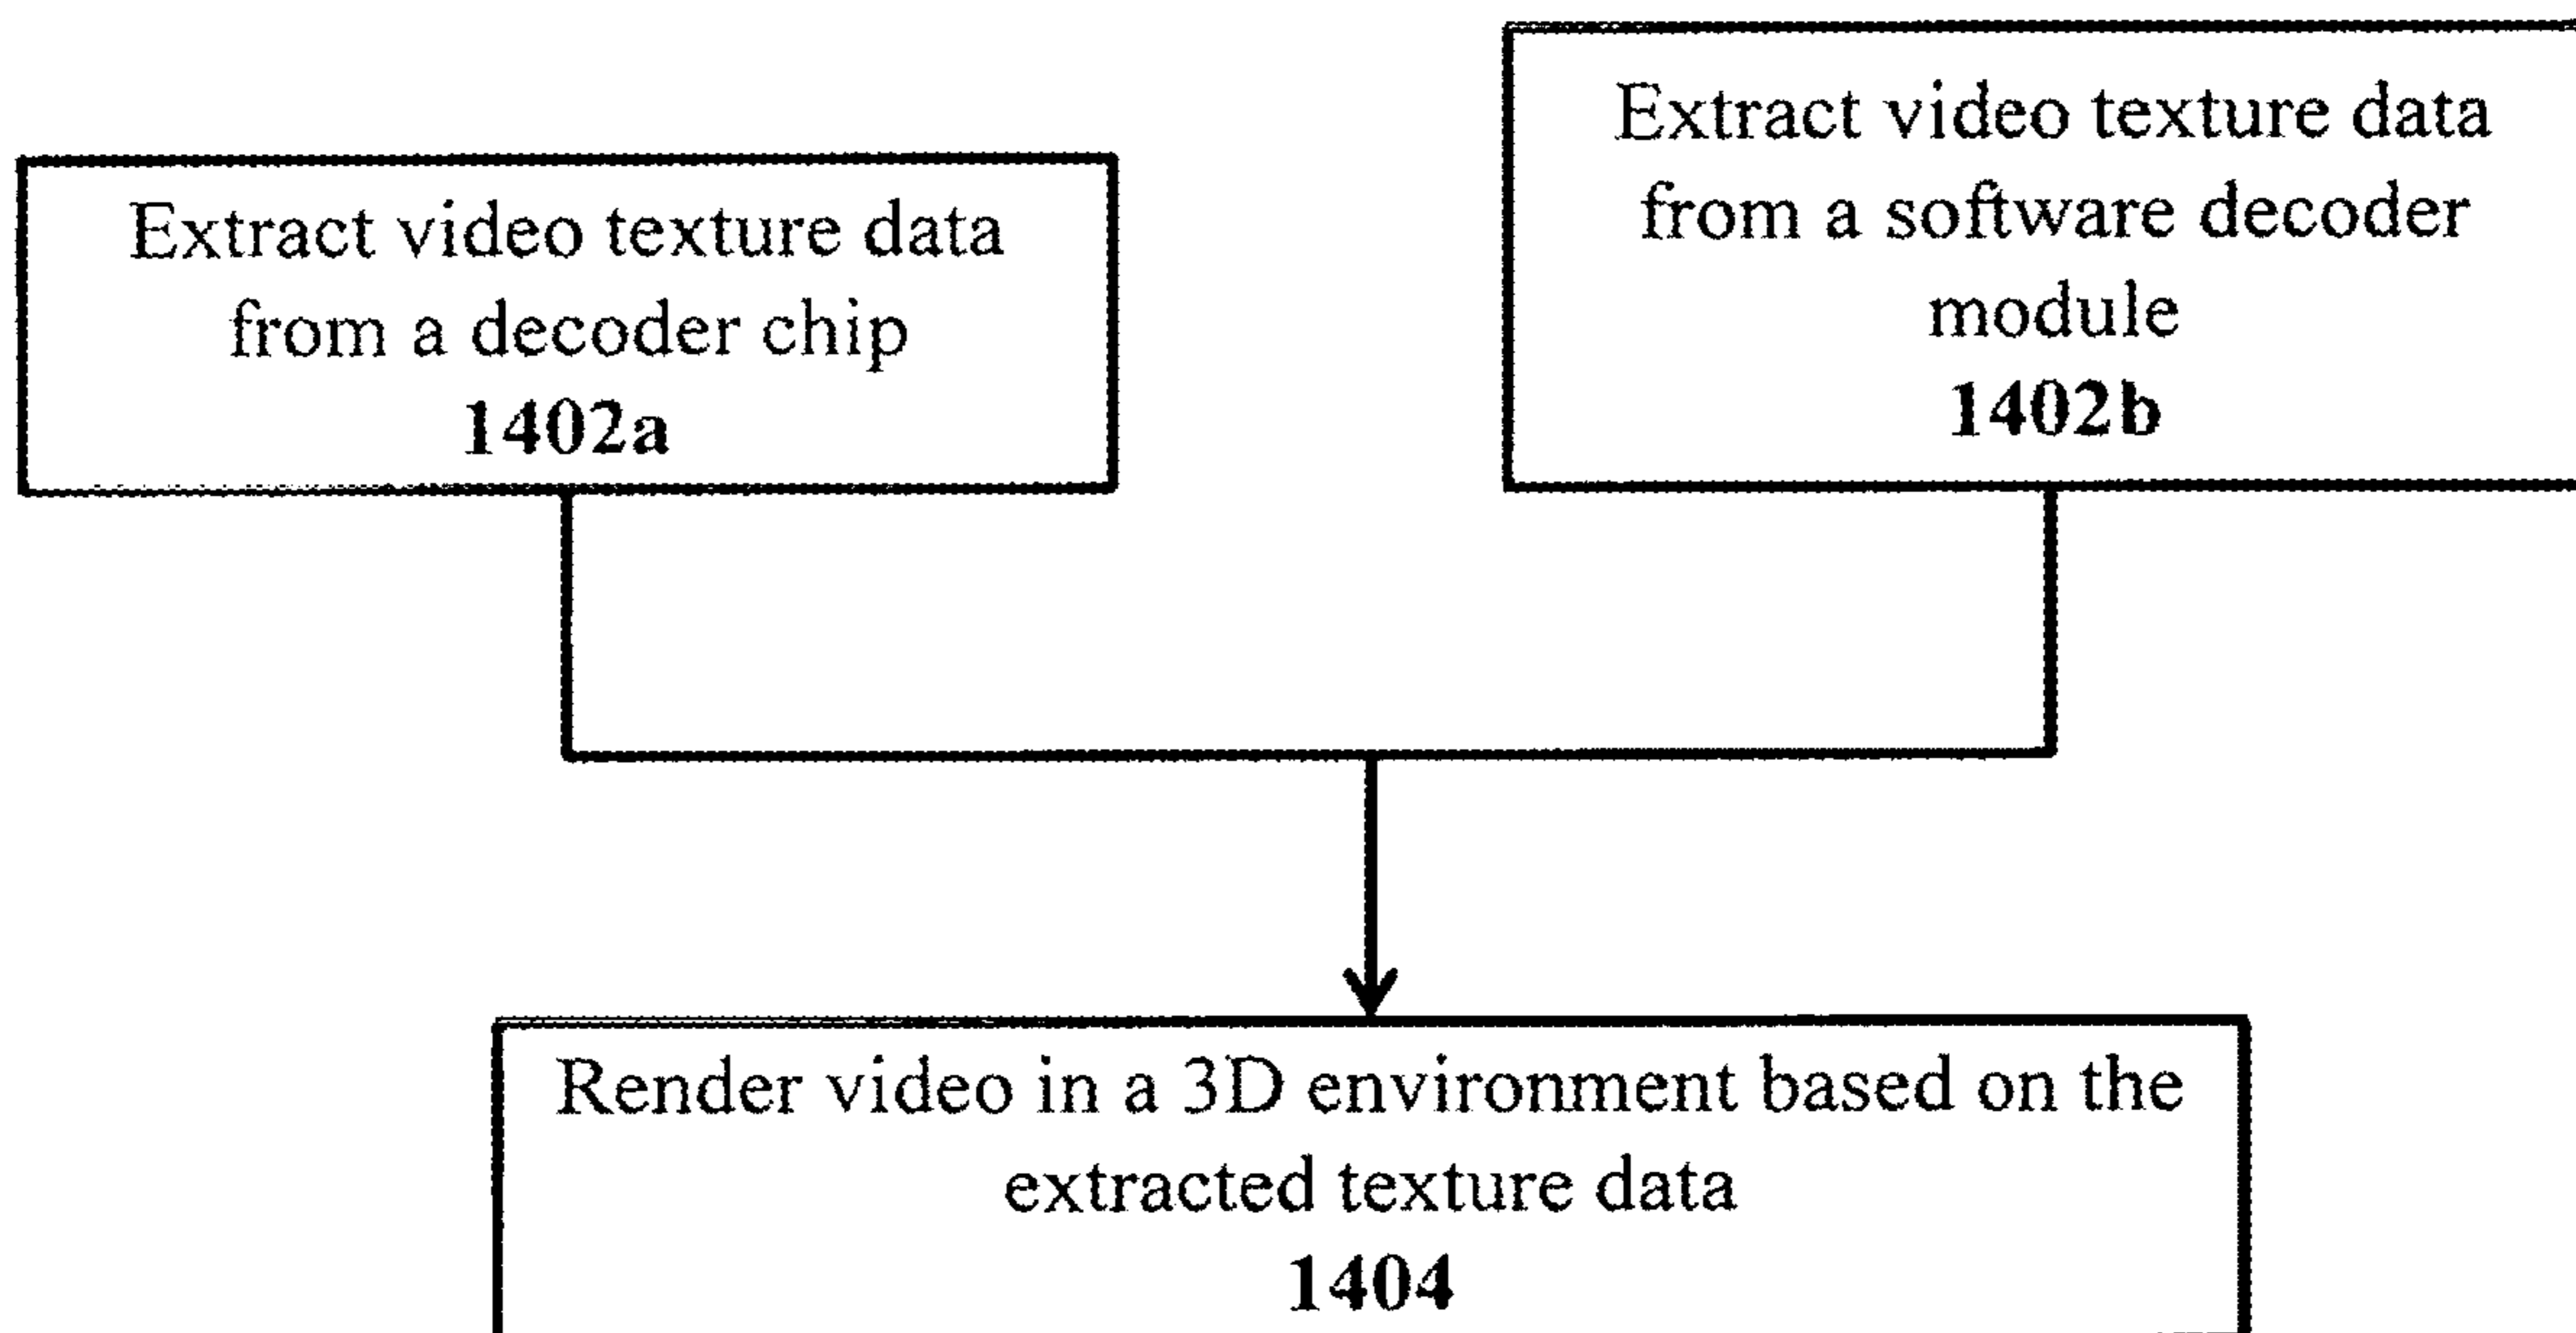 Extract video texture data
from a decoder chip
1402a
Extract video texture data
from a software decoder
module
1402b
Render video in a 3D environment based on the
extracted texture data
1404